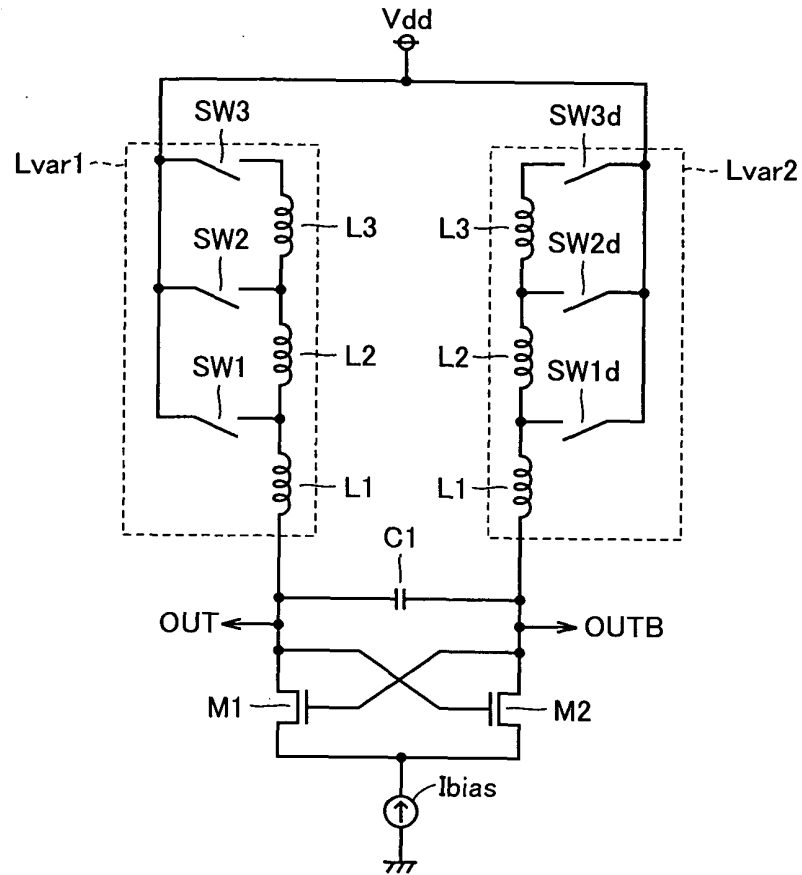 Vdd
SW3
SW3d
Lvar1
Lvar2
L3
L3
SW2
SW2d
L2
L2
SW1
SW1d
L1
L1
C1
OUT
OUTB
M1
M2
Ibias